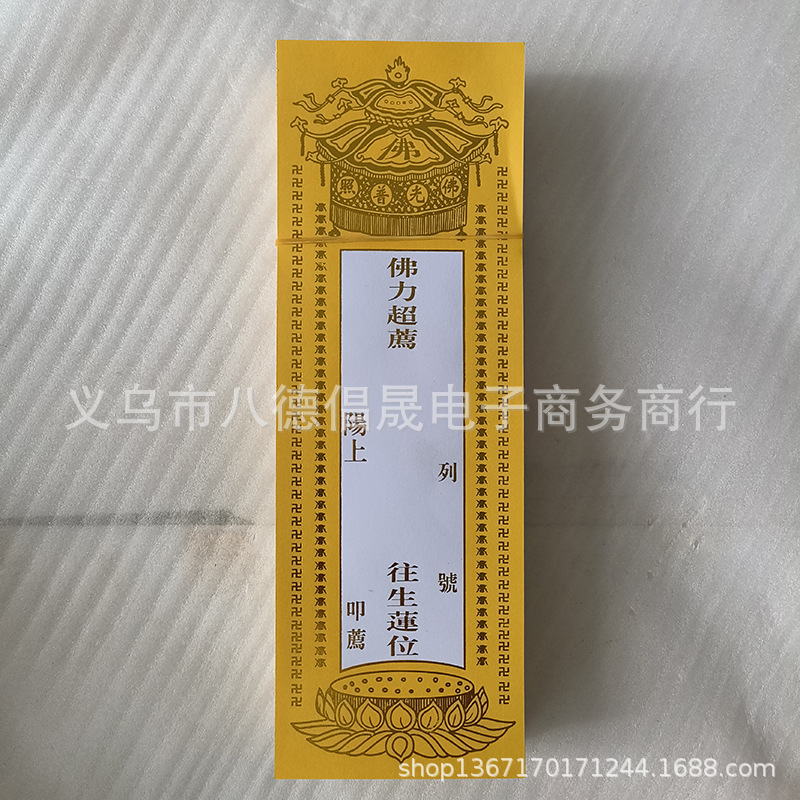 佛
照普光佛
佛力超薦
往生蓮位
列
號
陽上
叩薦
义乌市八德倡晟电子商务商行
shop1367170171244.1688.com